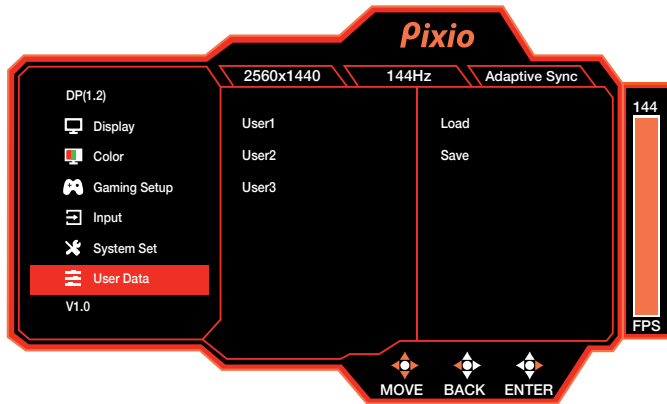 Pixio
2560x1440 144Hz Adaptive Sync
DP(1.2)
Display
Color
Gaming Setup
Input
System Set
User Data
V1.0
User1
User2
User3
Load
Save
144
FPS
MOVE BACK ENTER